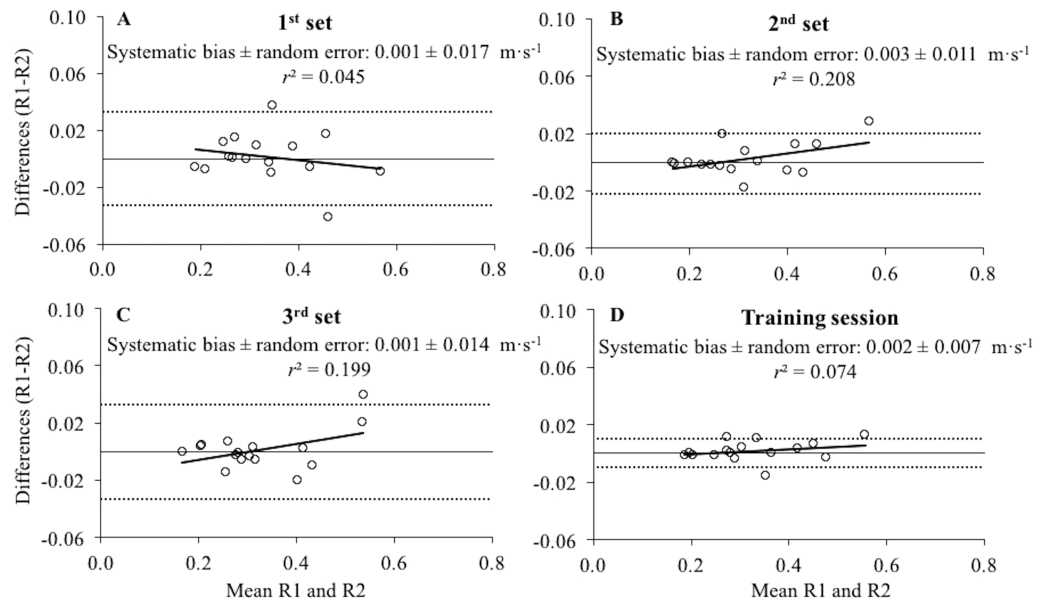 A
1st set
Systematic bias ± random error: 0.001 ± 0.017 m·s-1
r² = 0.045
Differences (R1-R2)
0.10
0.06
0.02
-0.02
-0.06
0.0
0.2
0.4
0.6
0.8
B
2nd set
Systematic bias ± random error: 0.003 ± 0.011 m·s-1
r² = 0.208
0.10
0.06
0.02
-0.02
-0.06
0.0
0.2
0.4
0.6
0.8
C
3rd set
Systematic bias ± random error: 0.001 ± 0.014 m·s-1
r² = 0.199
Differences (R1-R2)
0.10
0.06
0.02
-0.02
-0.06
0.0
0.2
0.4
0.6
0.8
Mean R1 and R2
D
Training session
Systematic bias ± random error: 0.002 ± 0.007 m·s-1
r² = 0.074
0.10
0.06
0.02
-0.02
-0.06
0.0
0.2
0.4
0.6
0.8
Mean R1 and R2